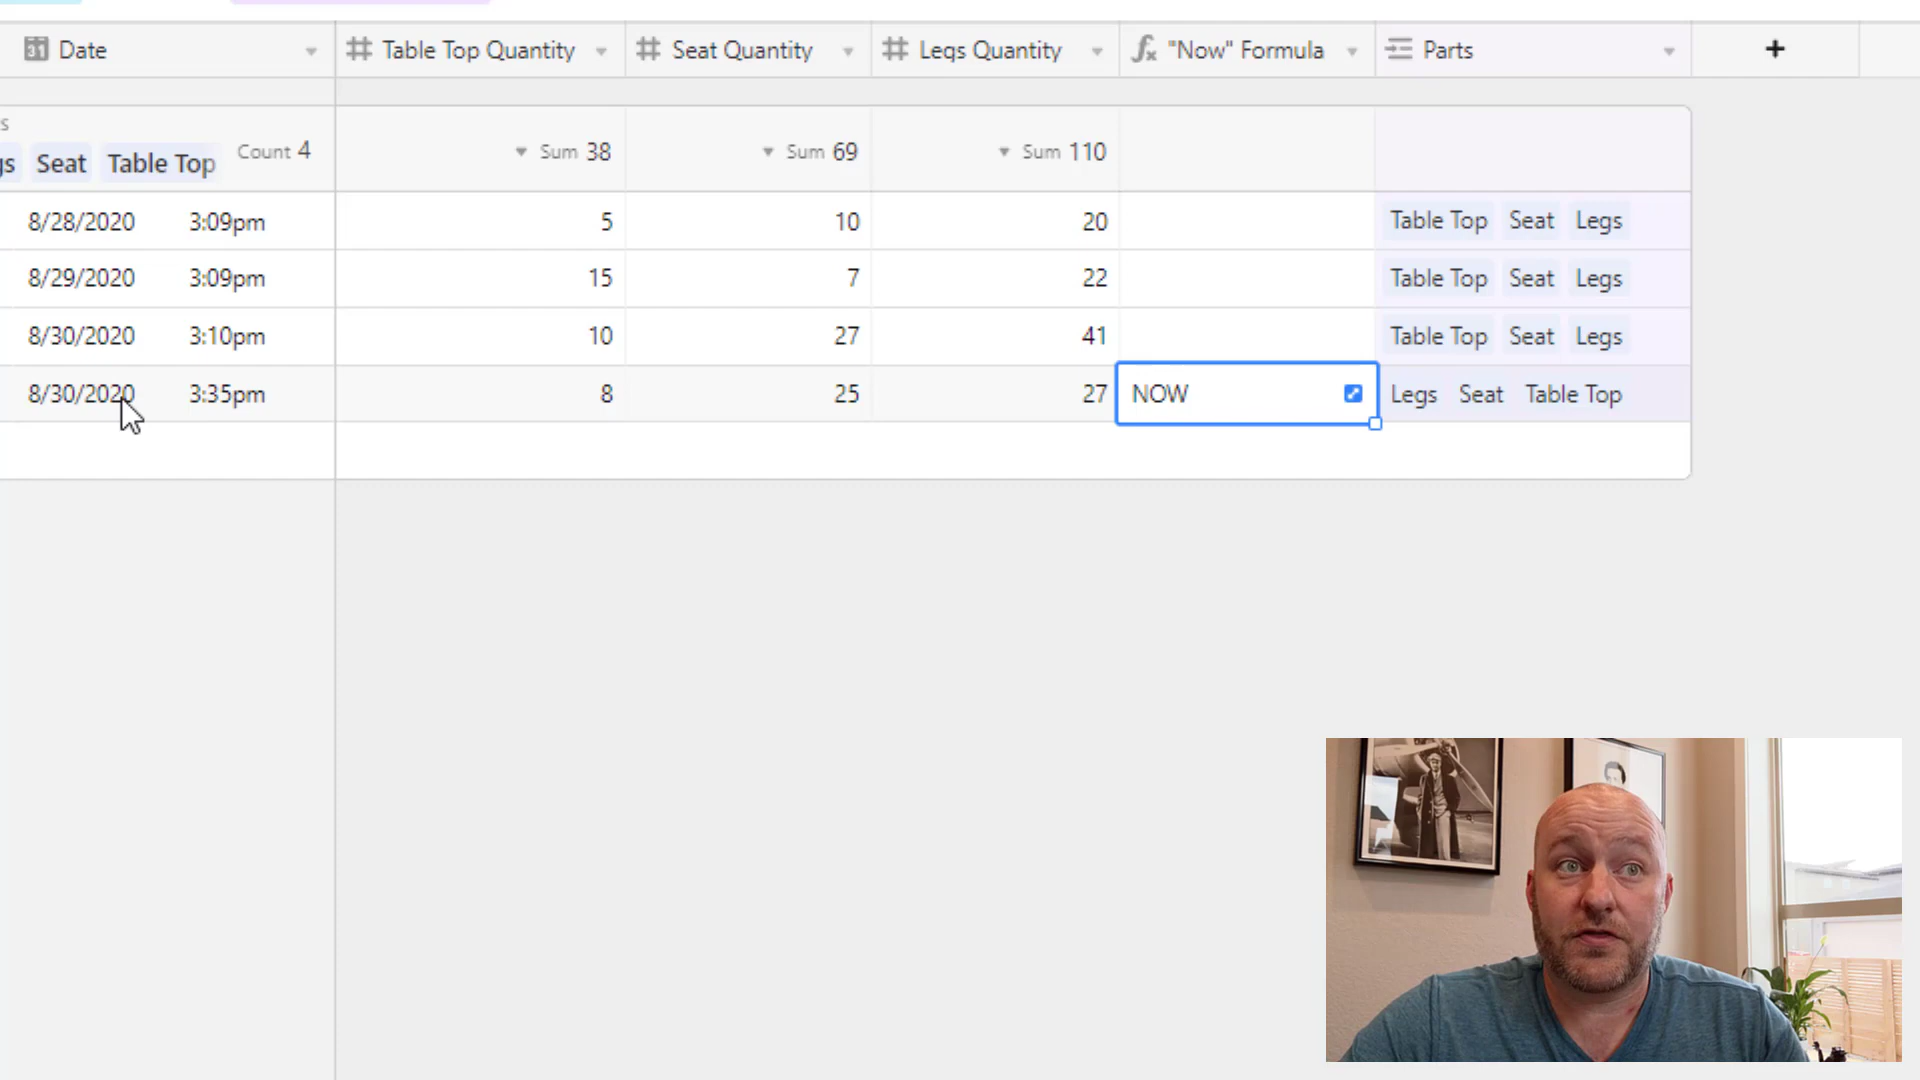 31 Date
Table Top Quantity
Seat Quantity
Legs Quantity
fx "Now" Formula
Parts
+
s
gs Seat Table Top
Count 4
Sum 38
Sum 69
Sum 110
8/28/2020 3:09pm 5 10 20 Table Top Seat Legs
8/29/2020 3:09pm 15 7 22 Table Top Seat Legs
8/30/2020 3:10pm 10 27 41 Table Top Seat Legs
8/30/2020 3:35pm 8 25 27 NOW Legs Seat Table Top